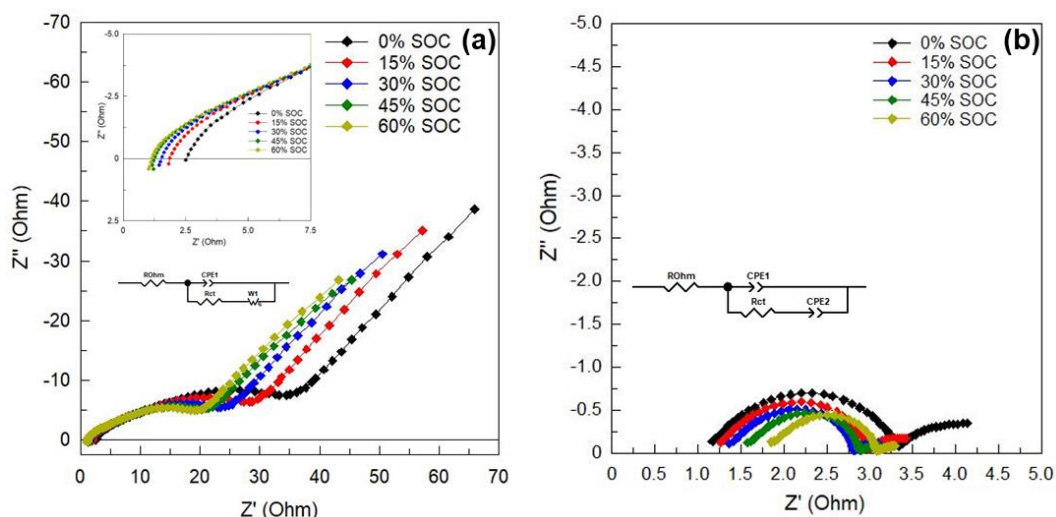 (a)
-70
-60
-50
-40
-30
-20
-10
0
0 10 20 30 40 50 60 70
Z'' (Ohm)
Z' (Ohm)
0% SOC
15% SOC
30% SOC
45% SOC
60% SOC
-5.0
-2.5
0
2.5
0 1.5 3.0 4.5 6.0 7.5
Z'' (Ohm)
Z' (Ohm)
0% SOC
15% SOC
30% SOC
45% SOC
60% SOC
ROhm CPE1
Rct W1
(b)
-5.0
-4.5
-4.0
-3.5
-3.0
-2.5
-2.0
-1.5
-1.0
-0.5
0
0 0.5 1.0 1.5 2.0 2.5 3.0 3.5 4.0 4.5 5.0
Z'' (Ohm)
Z' (Ohm)
0% SOC
15% SOC
30% SOC
45% SOC
60% SOC
ROhm CPE1
Rct CPE2